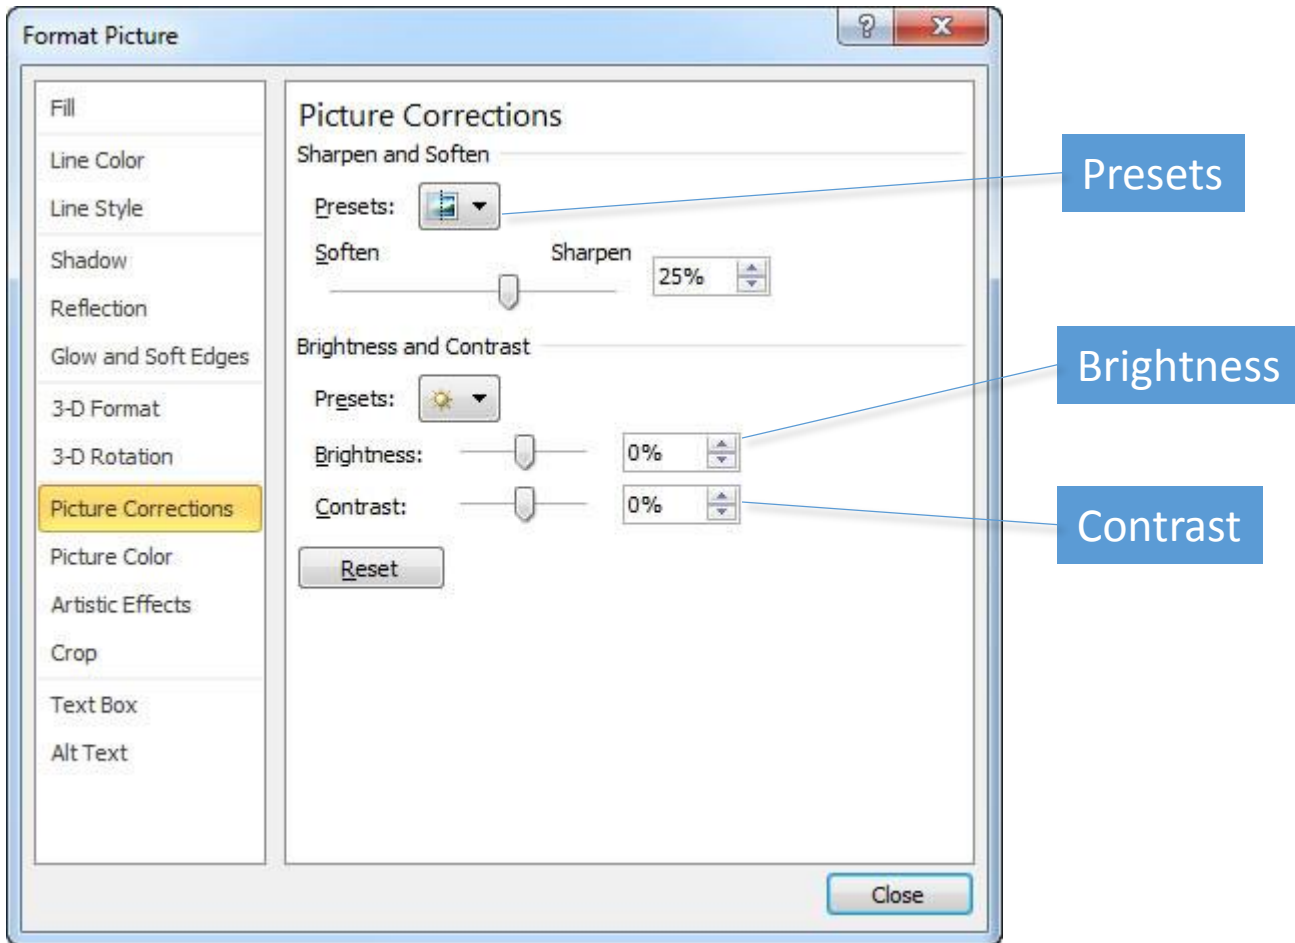 Format Picture
Fill
Line Color
Line Style
Shadow
Reflection
Glow and Soft Edges
3-D Format
3-D Rotation
Picture Corrections
Picture Color
Artistic Effects
Crop
Text Box
Alt Text
Picture Corrections
Sharpen and Soften
Presets:
Soften Sharpen 25%
Brightness and Contrast
Presets:
Brightness: 0%
Contrast: 0%
Reset
Close
Presets
Brightness
Contrast